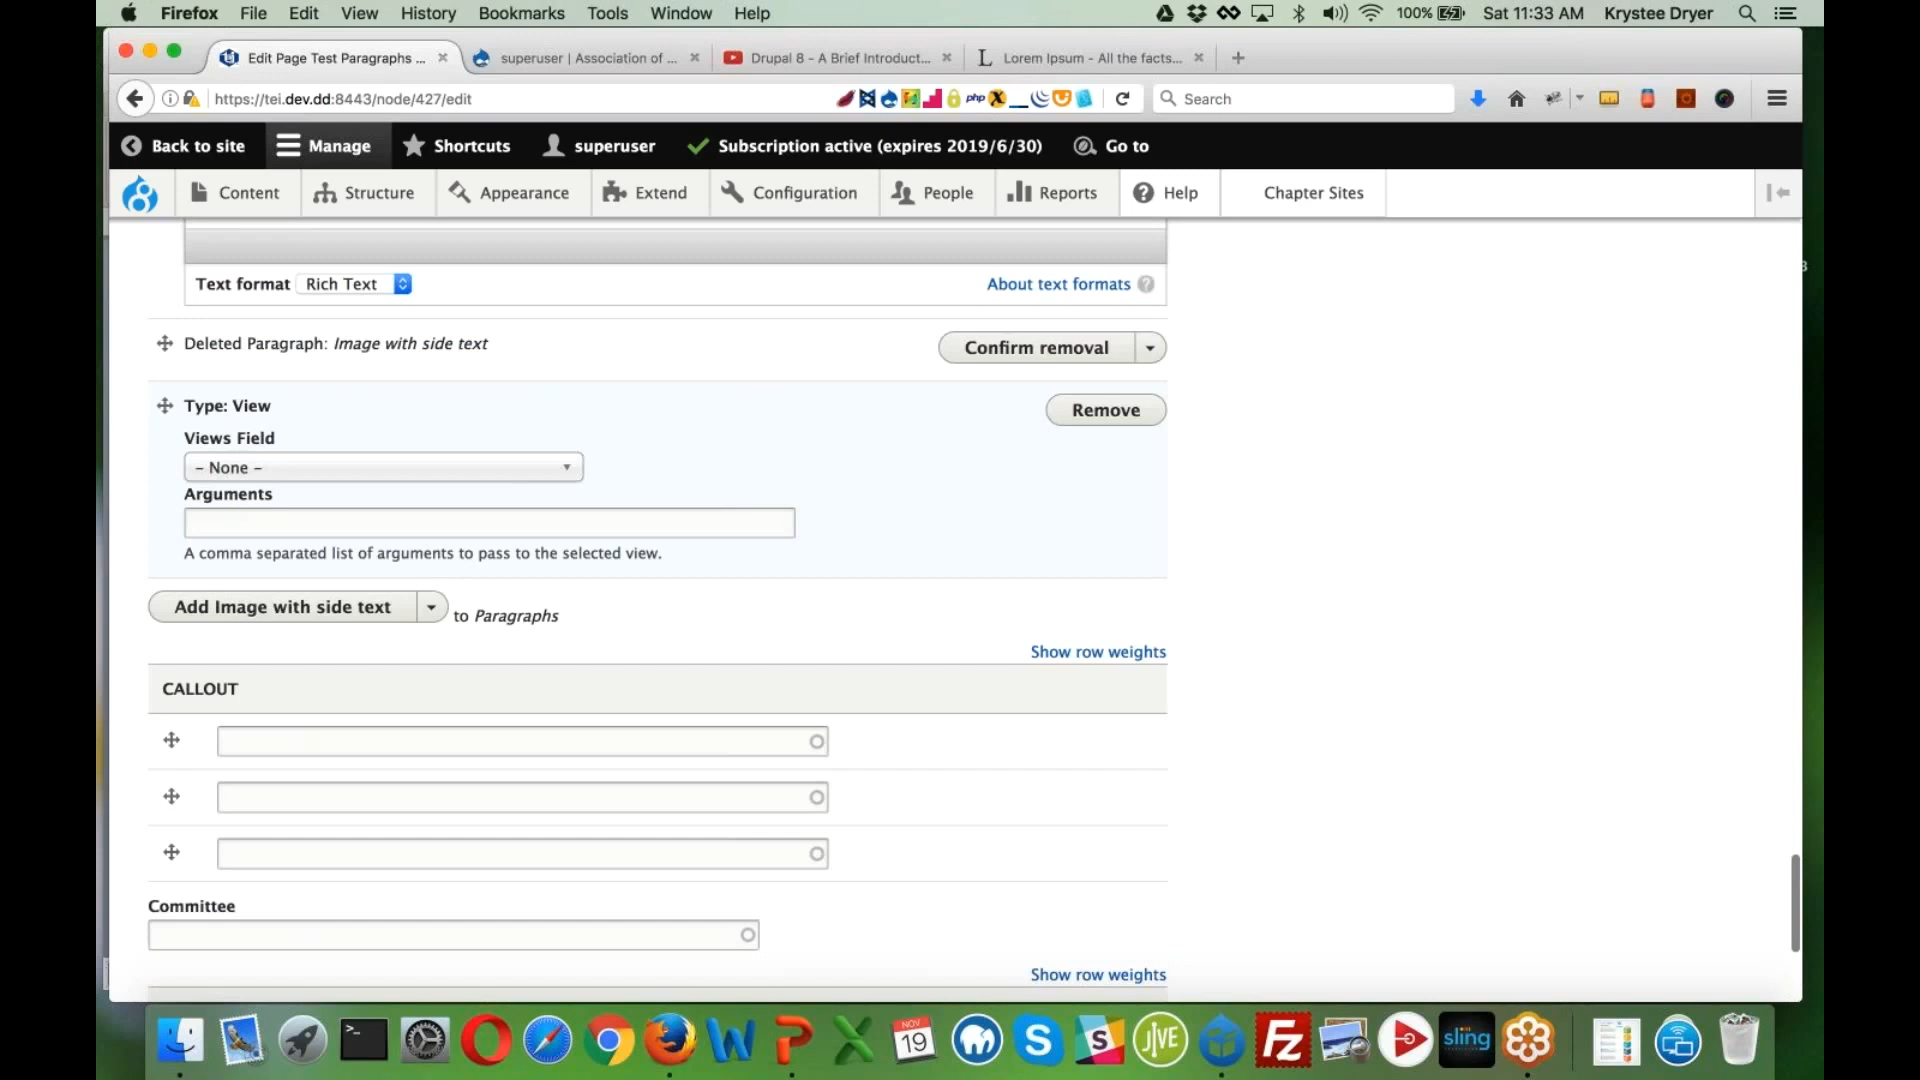 Firefox File Edit View History Bookmarks Tools Window Help 100% Sat 11:33 AM Krystee Dryer
Edit Page Test Paragraphs ... superuser | Association of ... Drupal 8 - A Brief Introduct... Lorem Ipsum - All the facts...
https://tei.dev.dd:8443/node/427/edit php Search
Back to site Manage Shortcuts superuser Subscription active (expires 2019/6/30) Go to
Content Structure Appearance Extend Configuration People Reports Help Chapter Sites
Text format Rich Text About text formats
Deleted Paragraph: Image with side text Confirm removal
Type: View Remove
Views Field
– None –
Arguments
A comma separated list of arguments to pass to the selected view.
Add Image with side text to Paragraphs
Show row weights
CALLOUT
Committee
Show row weights
NOV
19
JIVE
sling